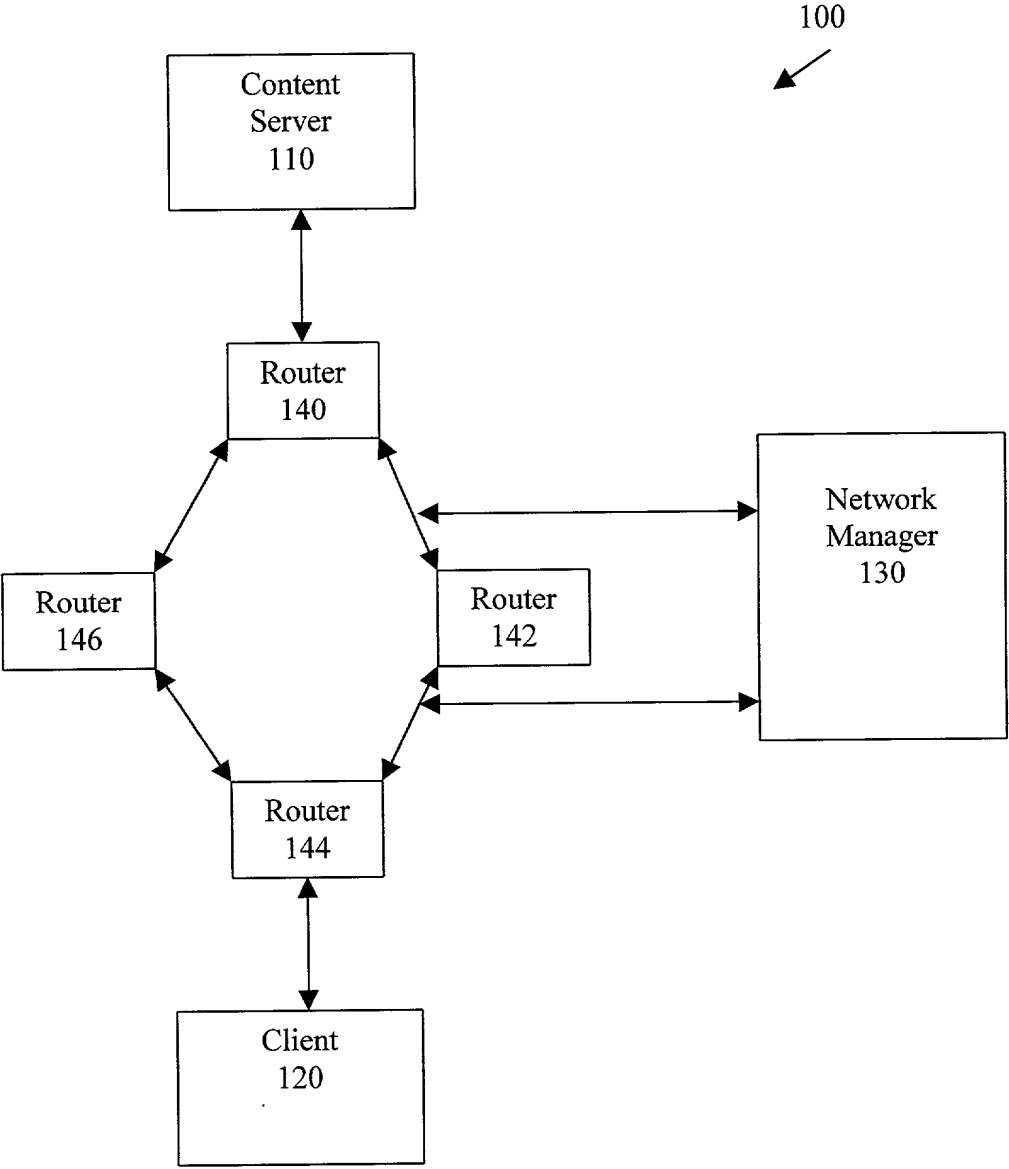 100
Content
Server
110
Router
140
Network
Manager
130
Router
146
Router
142
Router
144
Client
120